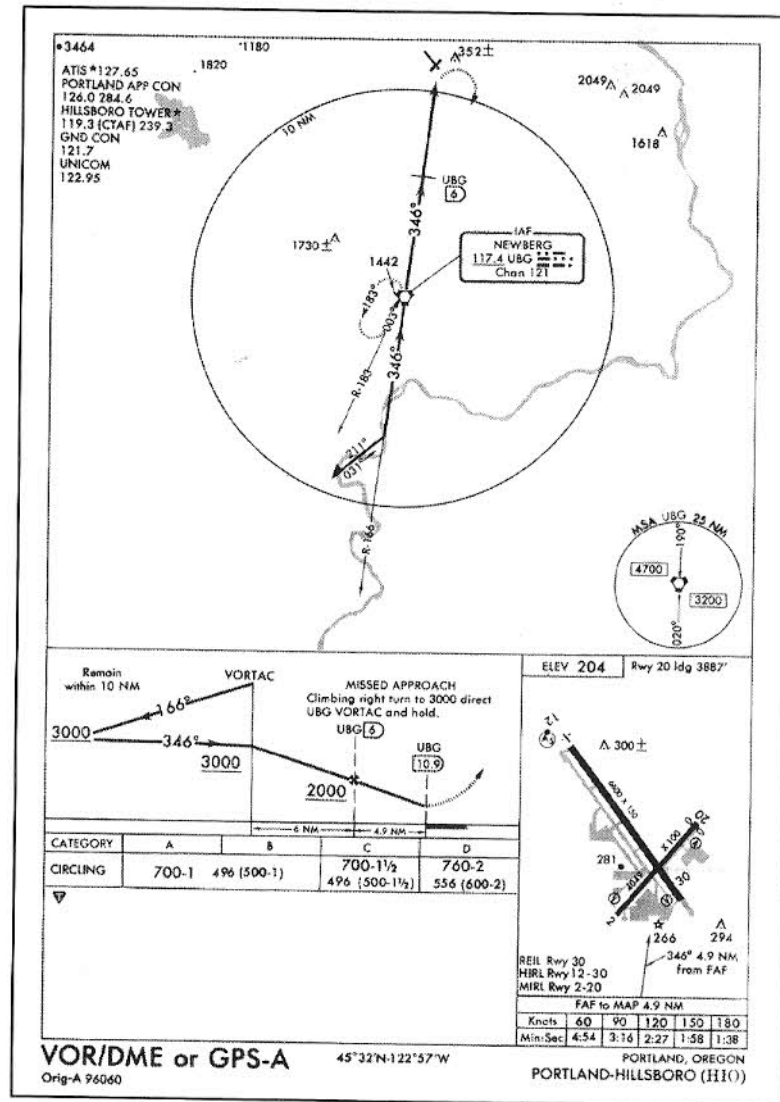 3464
1180
1820
ATIS *127.65
PORTLAND APP CON
126.0 284.6
HILLSBORO TOWER*
119.3 (CTAF) 239.3
GND CON
121.7
UNICOM
122.95
352±
2049
2049
1618
10 NM
UBG
6
346°
1730±
1442
IAF
NEWBERG
117.4 UBG
Chan 121
183°
003°
346°
R-183
211°
031°
R-166
MSA UBG 25 NM
190°
4700
3200
020°
Remain
within 10 NM
VORTAC
MISSED APPROACH
Climbing right turn to 3000 direct
UBG VORTAC and hold.
166°
3000
346°
3000
UBG 6
2000
UBG
10.9
6 NM
4.9 NM
CATEGORY A B C D
CIRCLING 700-1 496 (500-1) 700-1½ 496 (500-1½) 760-2 556 (600-2)
ELEV 204 Rwy 20 ldg 3887'
12
300±
6600 X 150
20
X100
281
30
2
266
294
346° 4.9 NM
from FAF
REIL Rwy 30
HIRL Rwy 12-30
MIRL Rwy 2-20
FAF to MAP 4.9 NM
Knots 60 90 120 150 180
Min:Sec 4:54 3:16 2:27 1:58 1:38
VOR/DME or GPS-A
45°32'N-122°57'W
Orig-A 96060
PORTLAND, OREGON
PORTLAND-HILLSBORO (HIO)